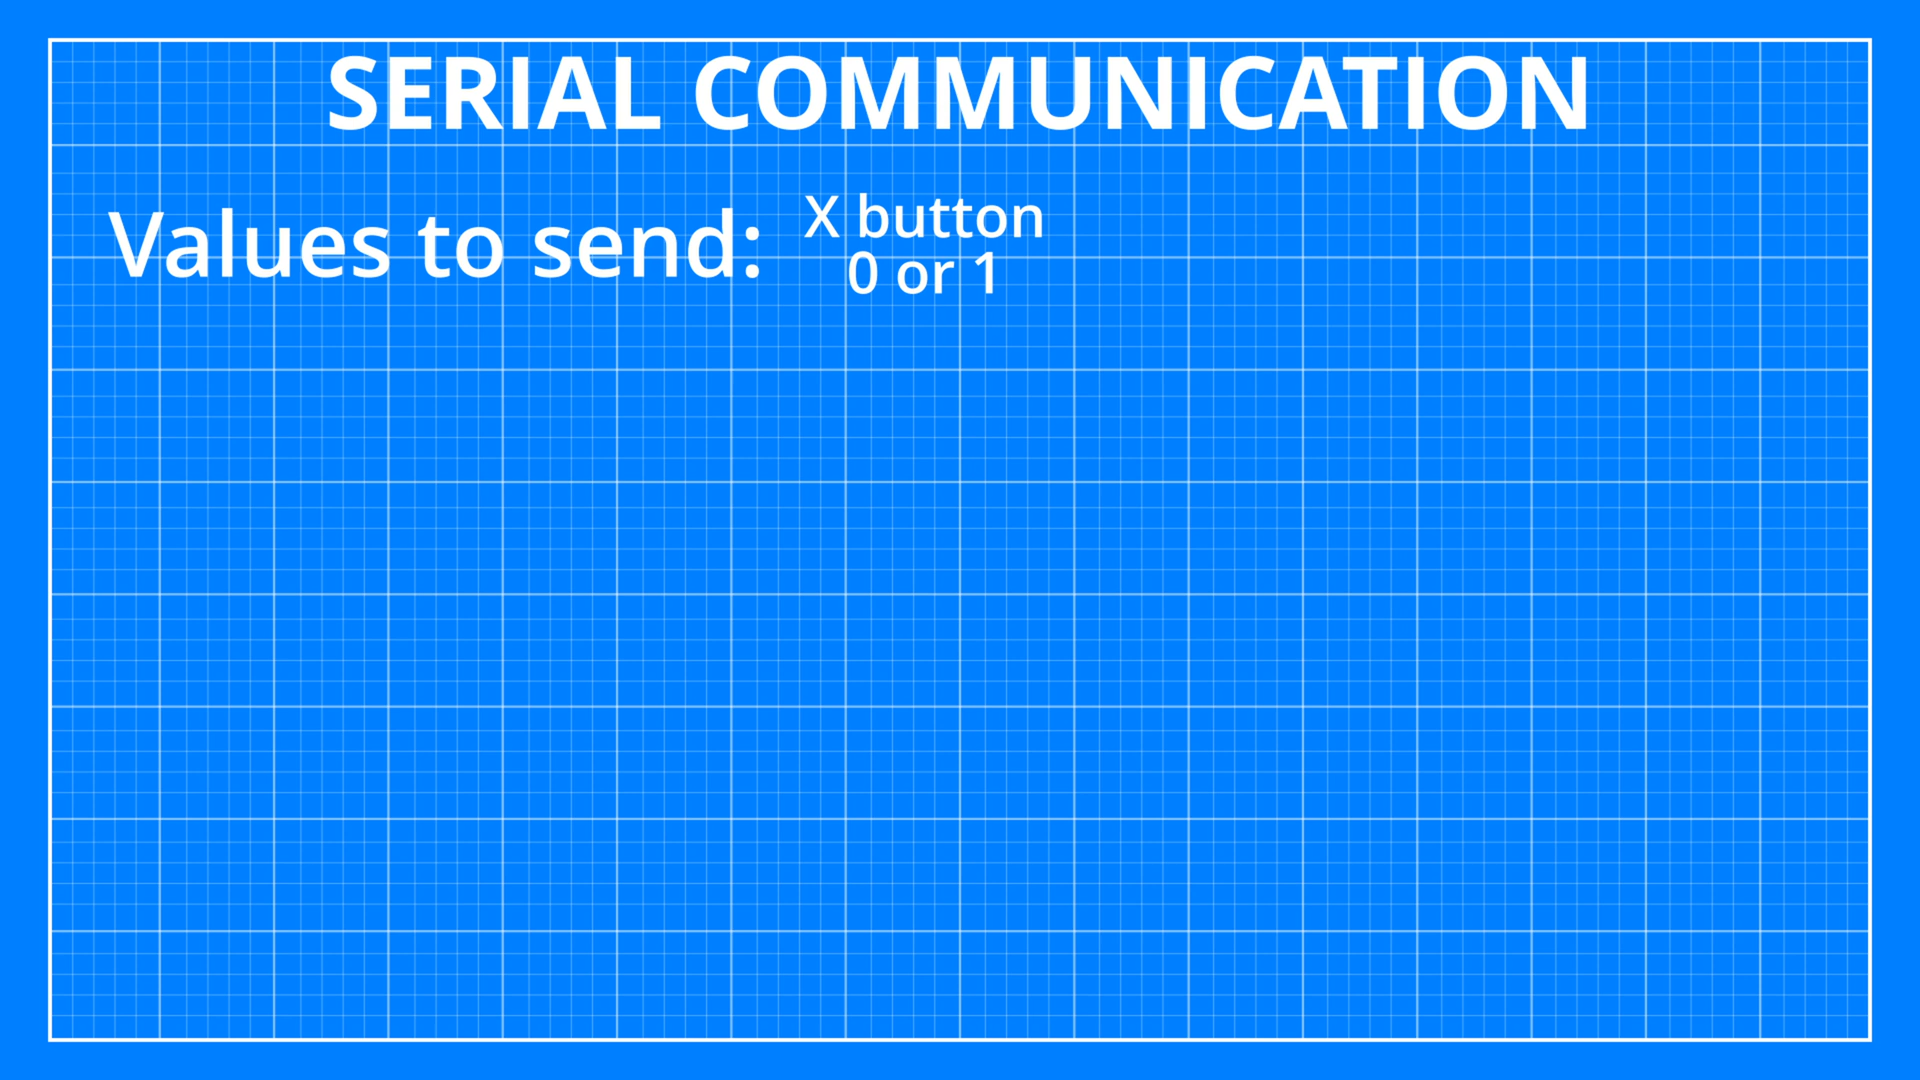 SERIAL COMMUNICATION
Values to send:
X button
0 or 1